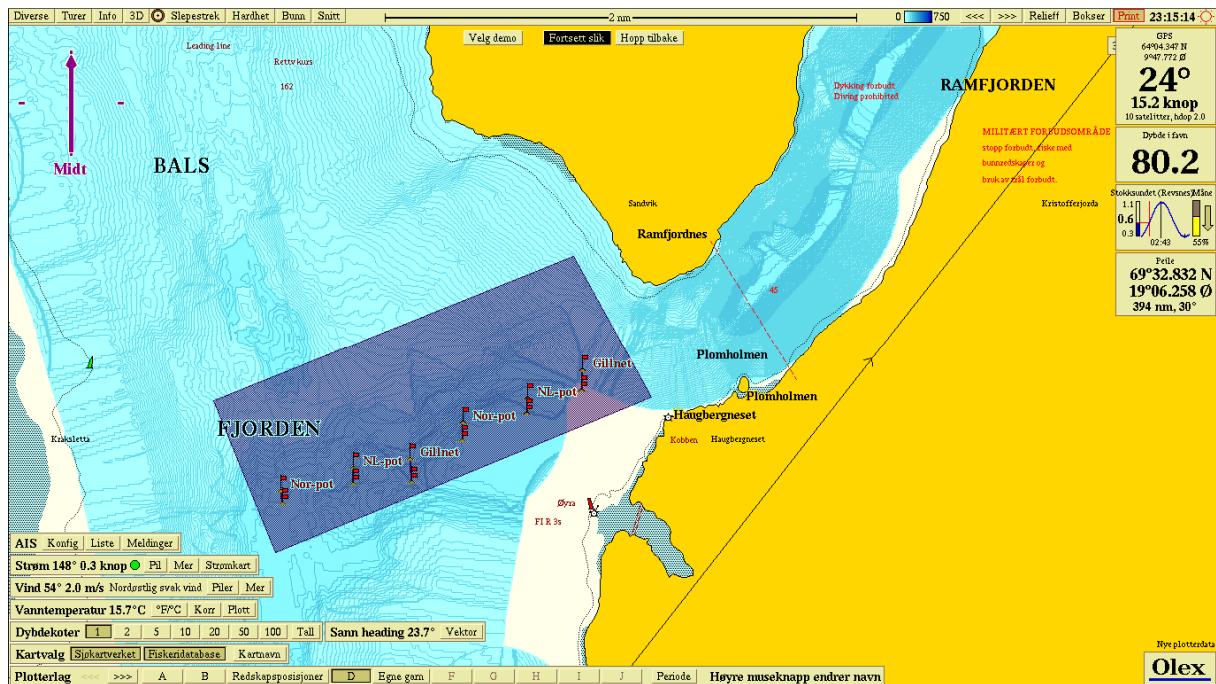 Diverse Turer Info 3D Slepestrek Hardhet Bunn Snitt 2 nm 0 750 <<< >>> Relieff Bokser Print 23:15:14
Velg demo Fortsett slik Hopp tilbake
Leading line
Rettv kurs
162
Midt
BALS
FJORDEN
Kråksletta
Nor-pot
NL-pot
Gillnet
Nor-pot
NL-pot
Gillnet
Sandvik
Ramfjordnes
Dykking forbudt
Diving prohibited
RAMFJORDEN
MILITÆRT FORBUDSOMRÅDE
stopp forbudt, fiske med
bunnredskaper og
bruk av trål forbudt.
Kristofferjorda
45
Plomholmen
Plomholmen
Haugbergneset
Kobben
Haugbergneset
Øyra
FI R 3s
3
GPS
64°04.347 N
9°47.772 Ø
24°
15.2 knop
10 satelitter, hdop 2.0
Dybde i favn
80.2
Stokksundet (Revsnes) Måne
1.1
0.6
0.3
02:43 55%
Peile
69°32.832 N
19°06.258 Ø
394 nm, 30°
AIS Konfig Liste Meldinger
Strøm 148° 0.3 knop Pil Mer Strømkart
Vind 54° 2.0 m/s Nordøstlig svak vind Piler Mer
Vanntemperatur 15.7°C °F/°C Korr Plott
Dybdekoter 1 2 5 10 20 50 100 Tall Sann heading 23.7° Vektor
Kartvalg Sjøkartverket Fiskeridatabase Kartnavn
Plotterlag <<< >>> A B Redskapsposisjoner D Egne garn F G H I J Periode Høyre museknapp endrer navn
Nye plotterdata
Olex